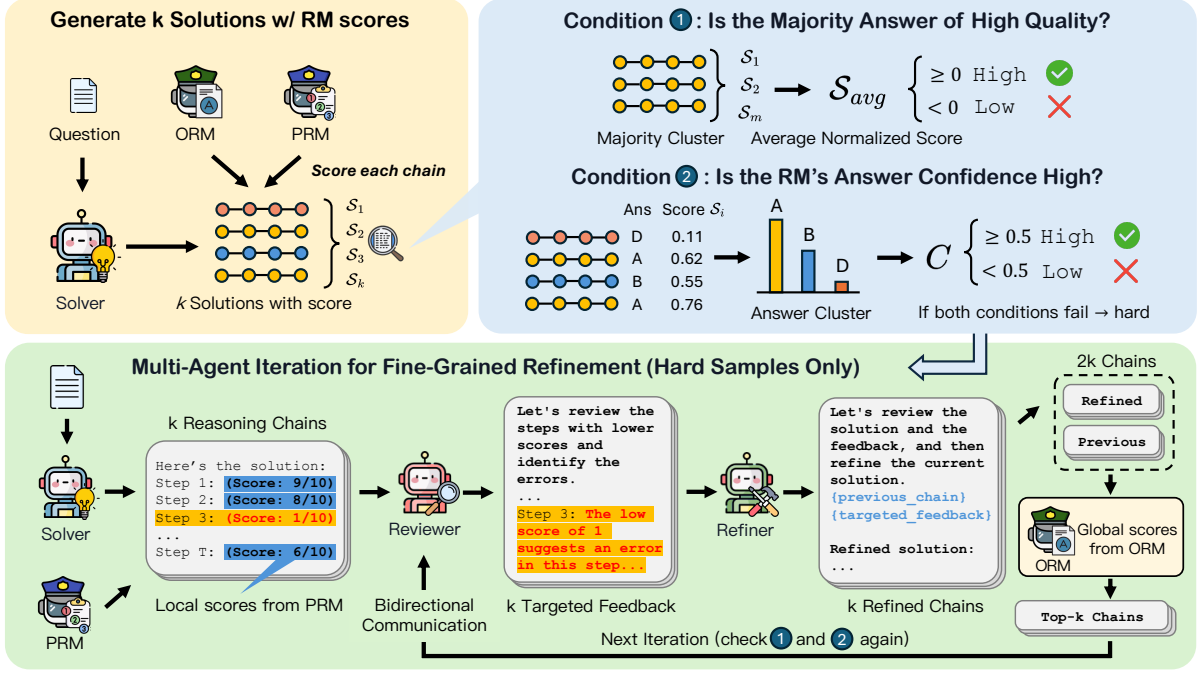 Generate k Solutions w/ RM scores
Question
ORM
PRM
A
1
2
3
Score each chain
S1
S2
S3
Sk
Solver
k Solutions with score
Condition 1 : Is the Majority Answer of High Quality?
S1
S2
Sm
Savg
≥ 0 High
< 0 Low
Majority Cluster
Average Normalized Score
Condition 2 : Is the RM's Answer Confidence High?
Ans Score Si
D 0.11
A 0.62
B 0.55
A 0.76
A
B
D
Answer Cluster
C
≥ 0.5 High
< 0.5 Low
If both conditions fail → hard
Multi-Agent Iteration for Fine-Grained Refinement (Hard Samples Only)
Solver
PRM
1
2
3
k Reasoning Chains
Here's the solution:
Step 1: (Score: 9/10)
Step 2: (Score: 8/10)
Step 3: (Score: 1/10)
...
Step T: (Score: 6/10)
Local scores from PRM
Reviewer
Bidirectional
Communication
Let's review the
steps with lower
scores and
identify the
errors.
...
Step 3: The low
score of 1
suggests an error
in this step...
k Targeted Feedback
Refiner
Let's review the
solution and the
feedback, and then
refine the current
solution.
{previous_chain}
{targeted_feedback}
Refined solution:
...
k Refined Chains
2k Chains
Refined
Previous
A
ORM
Global scores
from ORM
Top-k Chains
Next Iteration (check 1 and 2 again)